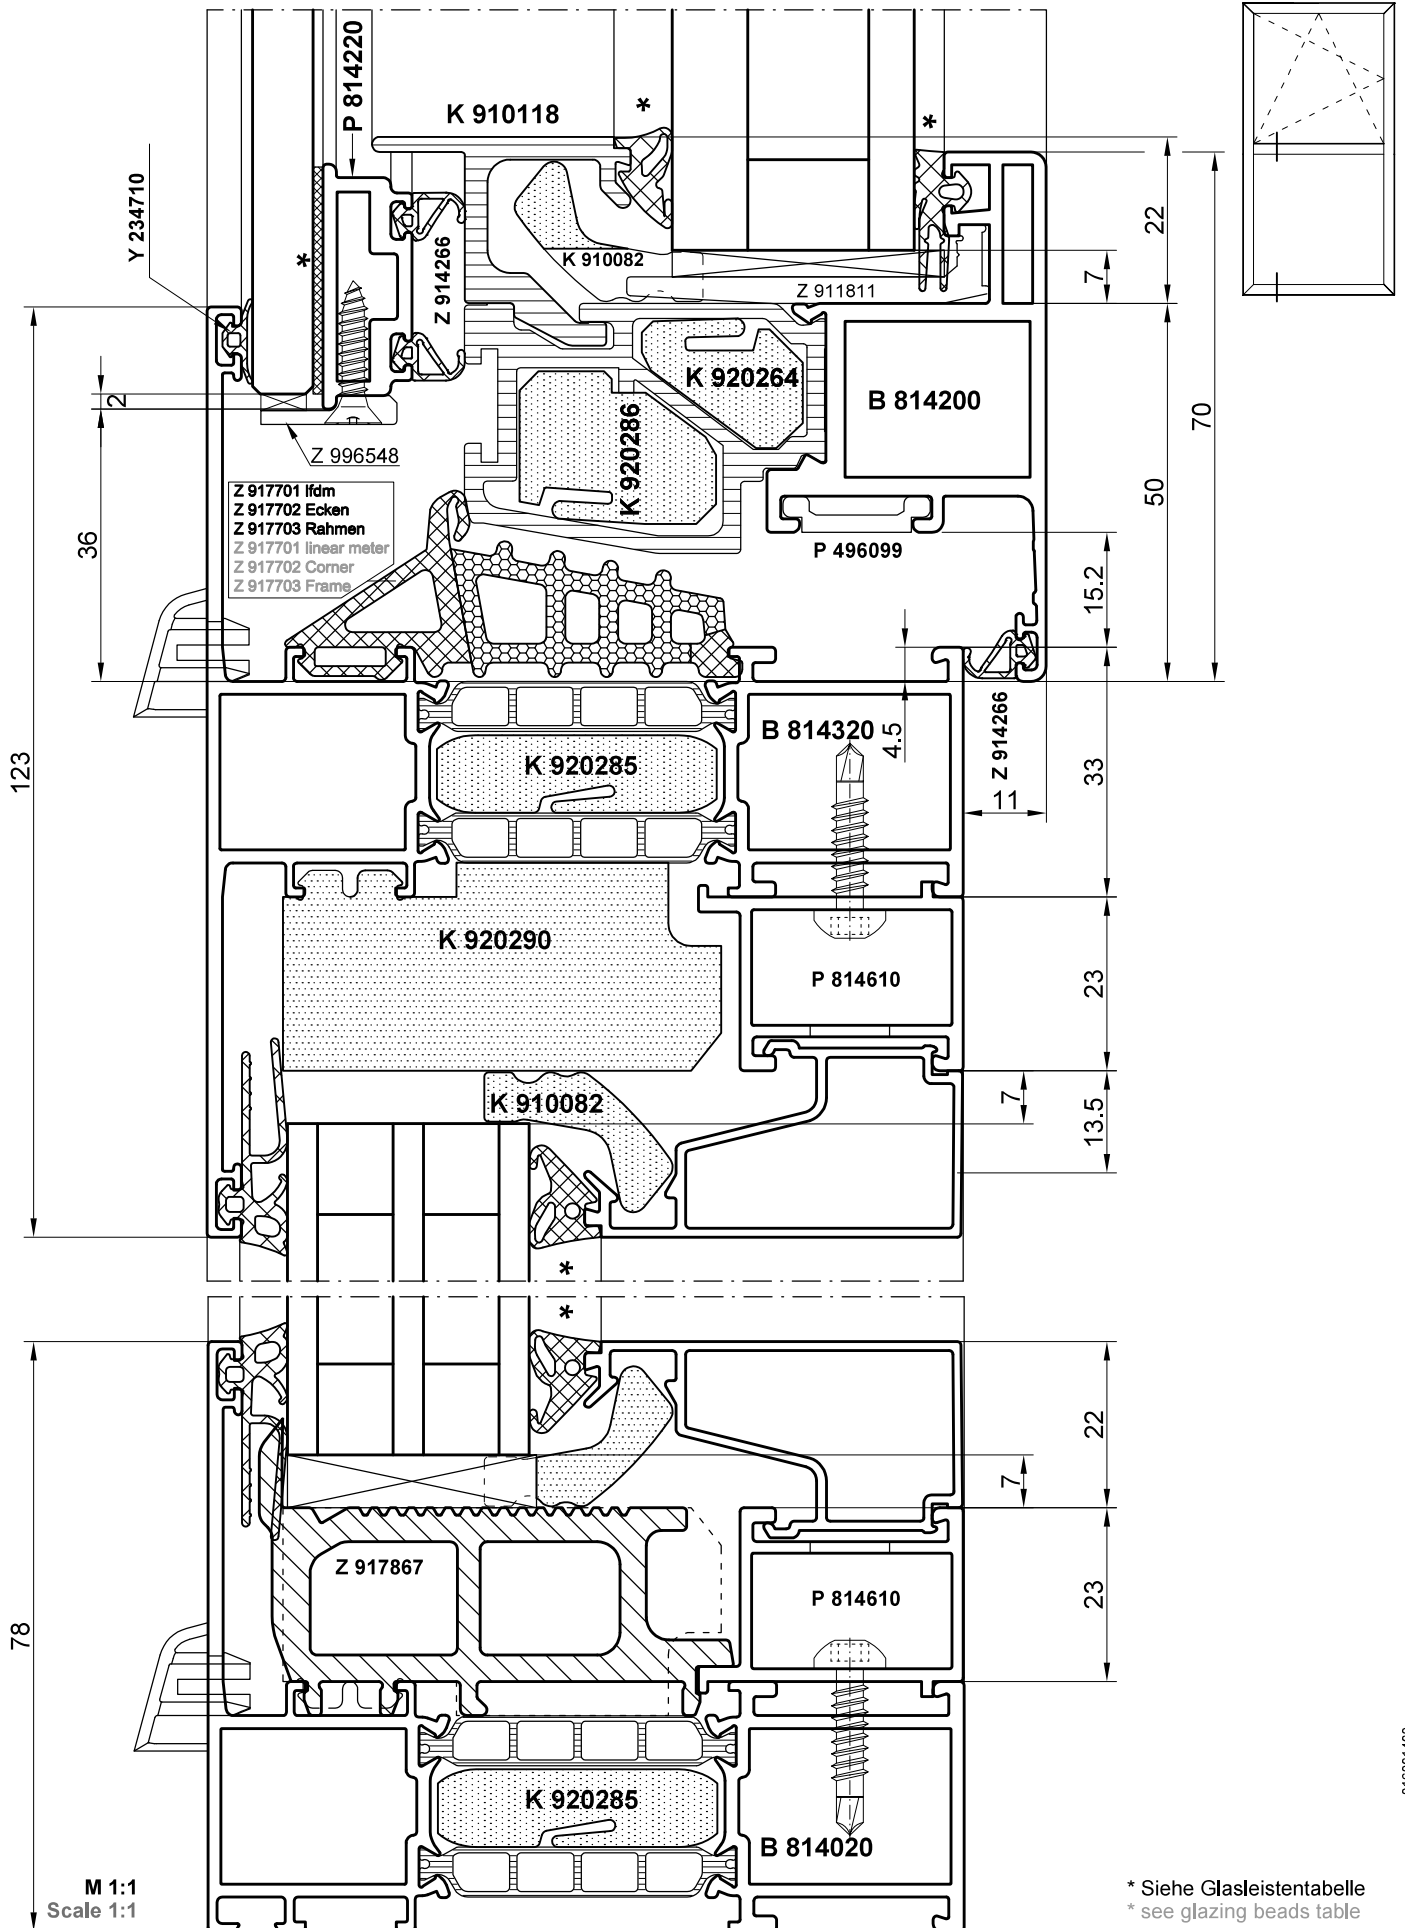 P 814220
K 910118
*
*
Y 234710
*
Z 914266
K 910082
Z 911811
22
7
K 920264
B 814200
2
K 920286
70
Z 996548
50
Z 917701 lfdm
Z 917702 Ecken
Z 917703 Rahmen
Z 917701 linear meter
Z 917702 Corner
Z 917703 Frame
36
P 496099
15.2
B 814320
4.5
Z 914266
123
K 920285
33
11
K 920290
P 814610
23
K 910082
7
13.5
*
*
22
7
Z 917867
P 814610
23
78
K 920285
B 814020
M 1:1
Scale 1:1
* Siehe Glasleistentabelle
* see glazing beads table